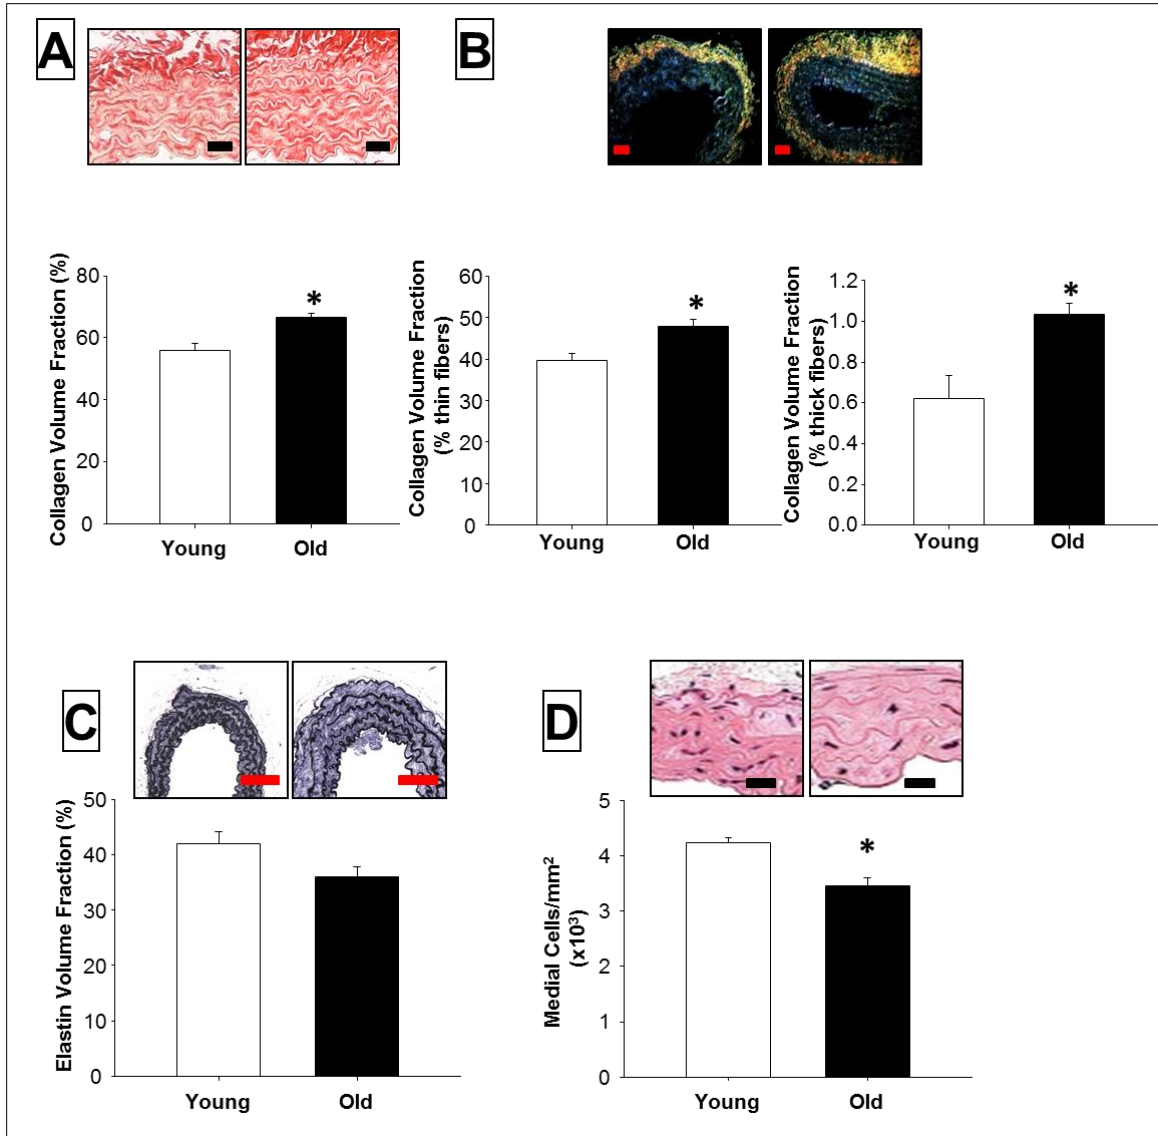 A
B
Collagen Volume Fraction (%)
80
60
40
20
0
*
Young
Old
Collagen Volume Fraction
(% thin fibers)
60
50
40
30
20
10
0
*
Young
Old
Collagen Volume Fraction
(% thick fibers)
1.2
1.0
0.8
0.6
0.4
0.2
0.0
*
Young
Old
C
Elastin Volume Fraction (%)
50
40
30
20
10
0
Young
Old
D
Medial Cells/mm²
(x10³)
5
4
3
2
1
0
*
Young
Old